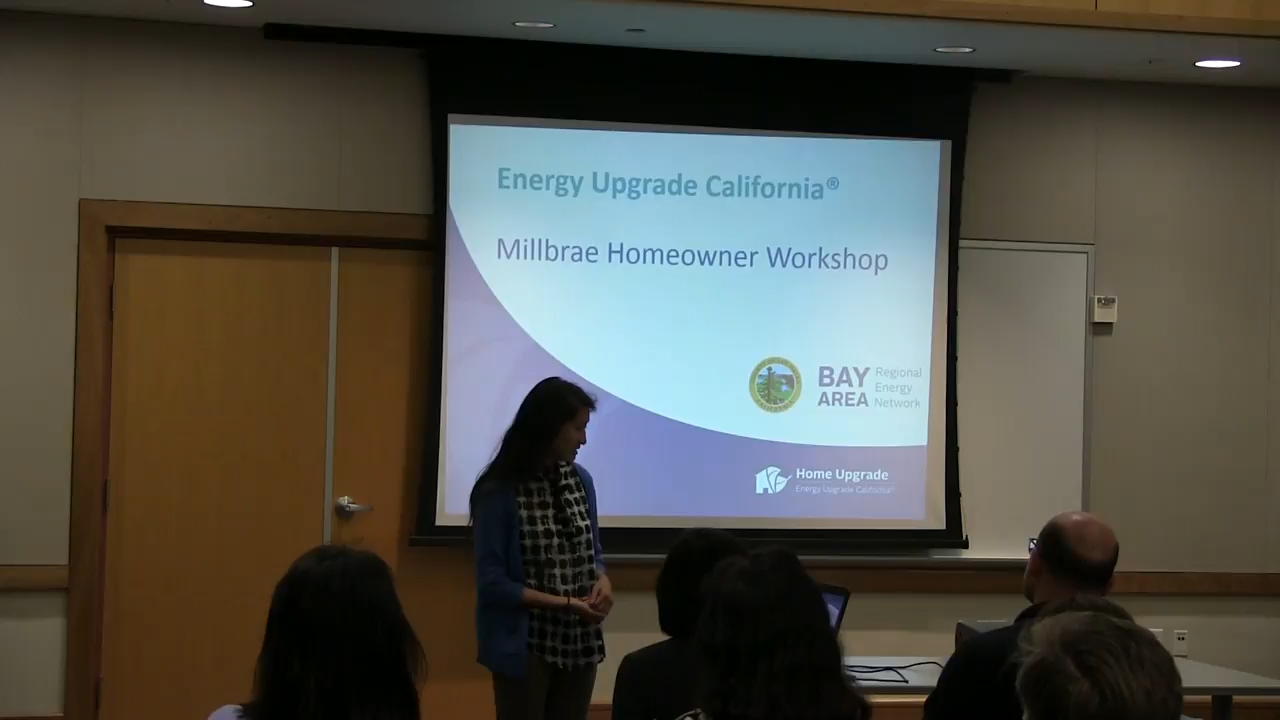 Energy Upgrade California®
Millbrae Homeowner Workshop
BAY AREA
Regional Energy Network
Home Upgrade
Energy Upgrade California®